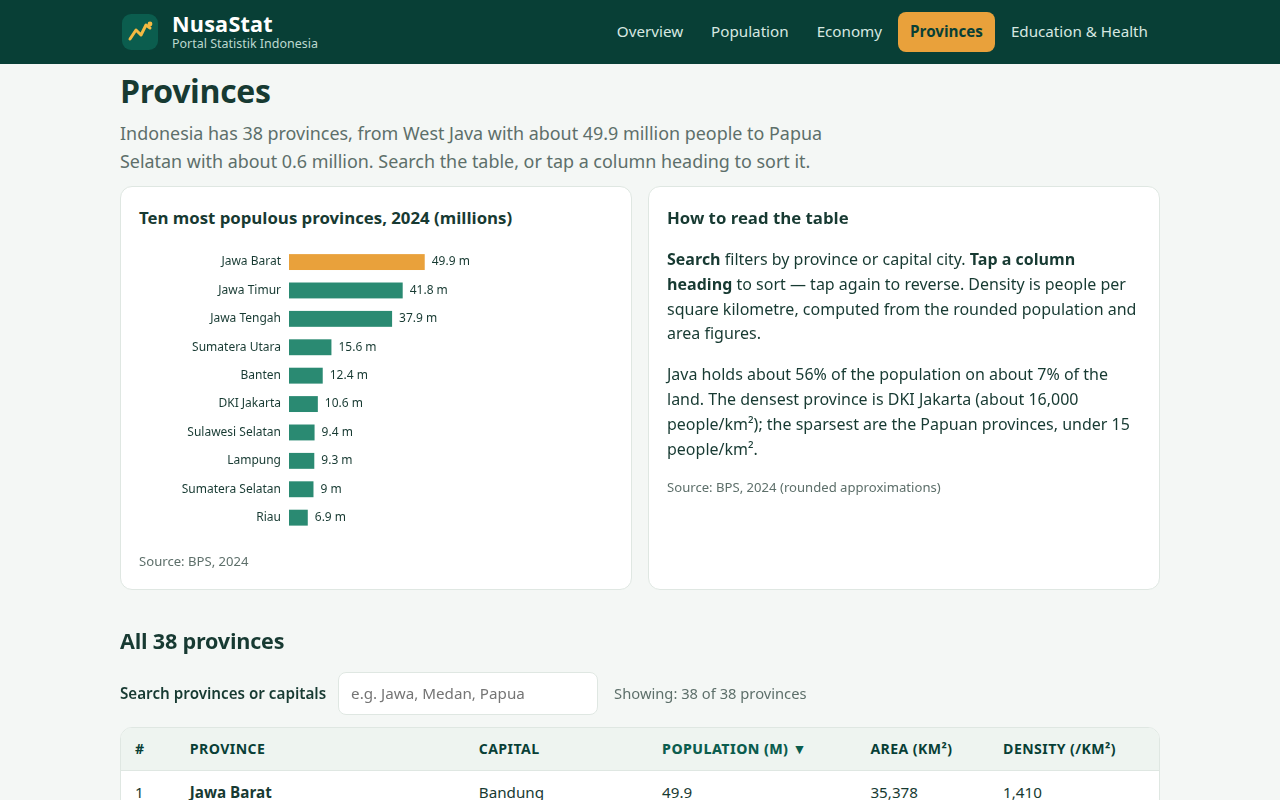 NusaStat
Portal Statistik Indonesia
Overview
Population
Economy
Provinces
Education & Health
Provinces
Indonesia has 38 provinces, from West Java with about 49.9 million people to Papua
Selatan with about 0.6 million. Search the table, or tap a column heading to sort it.
Ten most populous provinces, 2024 (millions)
Jawa Barat 49.9 m
Jawa Timur 41.8 m
Jawa Tengah 37.9 m
Sumatera Utara 15.6 m
Banten 12.4 m
DKI Jakarta 10.6 m
Sulawesi Selatan 9.4 m
Lampung 9.3 m
Sumatera Selatan 9 m
Riau 6.9 m
Source: BPS, 2024
How to read the table
Search filters by province or capital city. Tap a column
heading to sort — tap again to reverse. Density is people per
square kilometre, computed from the rounded population and
area figures.
Java holds about 56% of the population on about 7% of the
land. The densest province is DKI Jakarta (about 16,000
people/km²); the sparsest are the Papuan provinces, under 15
people/km².
Source: BPS, 2024 (rounded approximations)
All 38 provinces
Search provinces or capitals e.g. Jawa, Medan, Papua Showing: 38 of 38 provinces
# PROVINCE CAPITAL POPULATION (M) ▼ AREA (KM²) DENSITY (/KM²)
1 Jawa Barat Bandung 49.9 35,378 1,410